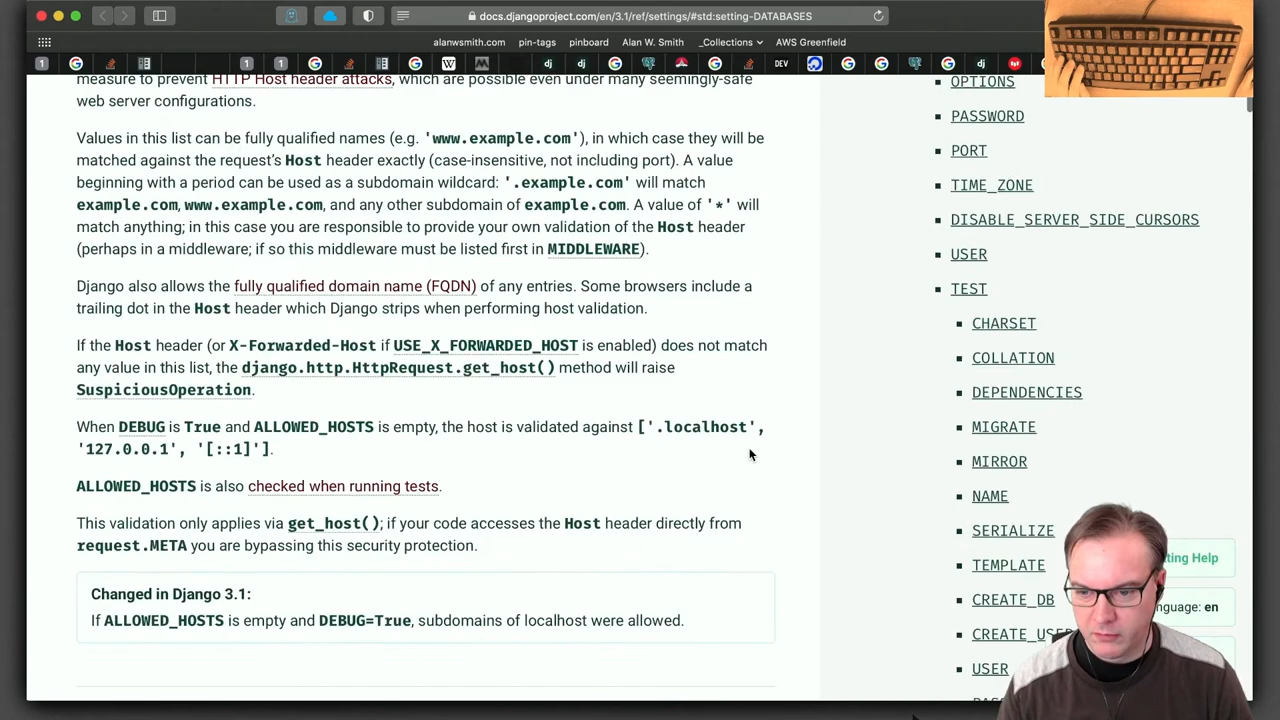 docs.djangoproject.com/en/3.1/ref/settings/#std:setting-DATABASES
alanwsmith.com pin-tags pinboard Alan W. Smith _Collections AWS Greenfield
1 1 1 dj dj DEV dj dj
measure to prevent HTTP Host header attacks, which are possible even under many seemingly-safe
web server configurations.
Values in this list can be fully qualified names (e.g. 'www.example.com'), in which case they will be
matched against the request's Host header exactly (case-insensitive, not including port). A value
beginning with a period can be used as a subdomain wildcard: '.example.com' will match
example.com, www.example.com, and any other subdomain of example.com. A value of '*' will
match anything; in this case you are responsible to provide your own validation of the Host header
(perhaps in a middleware; if so this middleware must be listed first in MIDDLEWARE).
Django also allows the fully qualified domain name (FQDN) of any entries. Some browsers include a
trailing dot in the Host header which Django strips when performing host validation.
If the Host header (or X-Forwarded-Host if USE_X_FORWARDED_HOST is enabled) does not match
any value in this list, the django.http.HttpRequest.get_host() method will raise
SuspiciousOperation.
When DEBUG is True and ALLOWED_HOSTS is empty, the host is validated against ['.localhost',
'127.0.0.1', '[::1]'].
ALLOWED_HOSTS is also checked when running tests.
This validation only applies via get_host(); if your code accesses the Host header directly from
request.META you are bypassing this security protection.
Changed in Django 3.1:
If ALLOWED_HOSTS is empty and DEBUG=True, subdomains of localhost were allowed.
OPTIONS
PASSWORD
PORT
TIME_ZONE
DISABLE_SERVER_SIDE_CURSORS
USER
TEST
CHARSET
COLLATION
DEPENDENCIES
MIGRATE
MIRROR
NAME
SERIALIZE
TEMPLATE
CREATE_DB
CREATE_USE
USER
ting Help
nguage: en